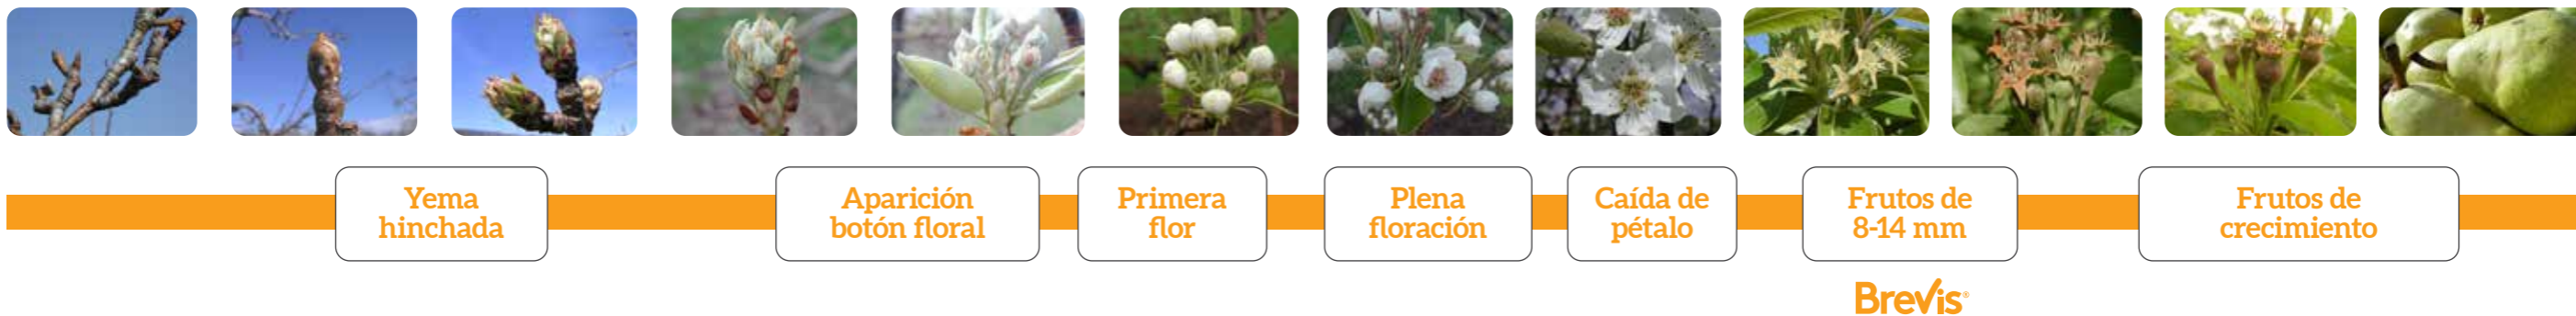 Yema
hinchada
Aparición
botón floral
Primera
flor
Plena
floración
Caída de
pétalo
Frutos de
8-14 mm
Frutos de
crecimiento
Brevis®